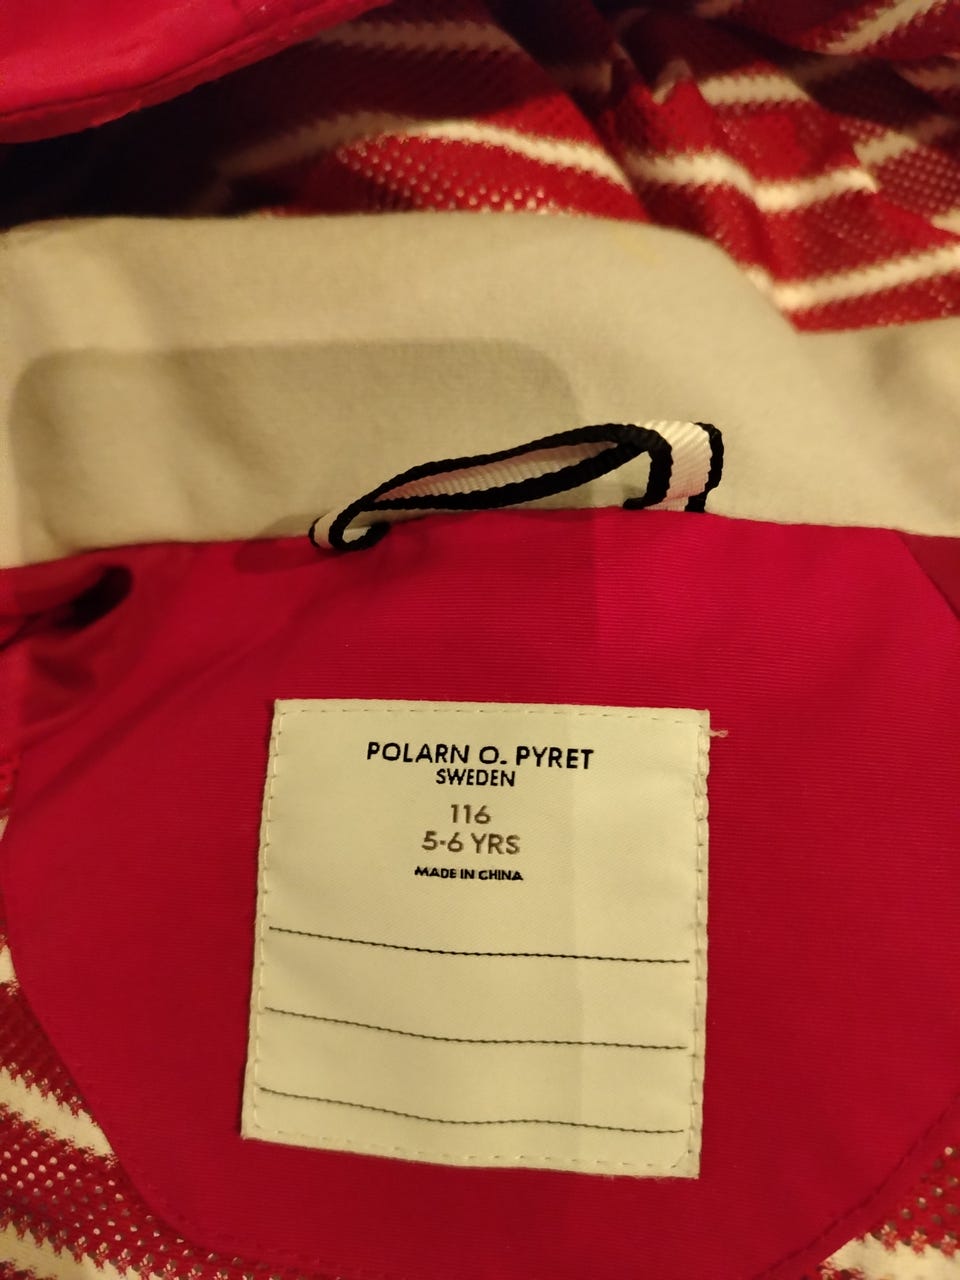 POLARN O. PYRET
SWEDEN
116
5-6 YRS
MADE IN CHINA